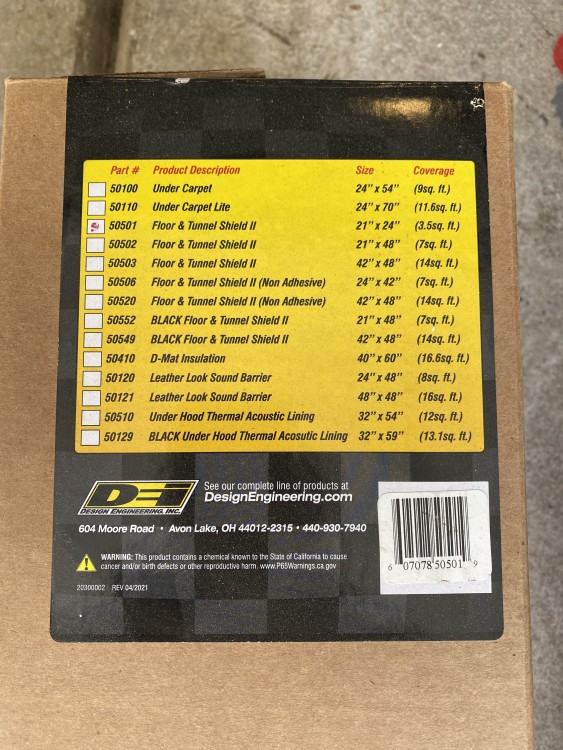 Part # Product Description Size Coverage
50100 Under Carpet 24" x 54" (9sq. ft.)
50110 Under Carpet Lite 24" x 70" (11.6sq. ft.)
50501 Floor & Tunnel Shield II 21" x 24" (3.5sq. ft.)
50502 Floor & Tunnel Shield II 21" x 48" (7sq. ft.)
50503 Floor & Tunnel Shield II 42" x 48" (14sq. ft.)
50506 Floor & Tunnel Shield II (Non Adhesive) 24" x 42" (7sq. ft.)
50520 Floor & Tunnel Shield II (Non Adhesive) 42" x 48" (14sq. ft.)
50552 BLACK Floor & Tunnel Shield II 21" x 48" (7sq. ft.)
50549 BLACK Floor & Tunnel Shield II 42" x 48" (14sq. ft.)
50410 D-Mat Insulation 40" x 60" (16.6sq. ft.)
50120 Leather Look Sound Barrier 24" x 48" (8sq. ft.)
50121 Leather Look Sound Barrier 48" x 48" (16sq. ft.)
50510 Under Hood Thermal Acoustic Lining 32" x 54" (12sq. ft.)
50129 BLACK Under Hood Thermal Acosutic Lining 32" x 59" (13.1sq. ft.)
DEI
DESIGN ENGINEERING, INC.
See our complete line of products at
DesignEngineering.com
604 Moore Road • Avon Lake, OH 44012-2315 • 440-930-7940
WARNING: This product contains a chemical known to the State of California to cause
cancer and/or birth defects or other reproductive harm. www.P65Warnings.ca.gov
20300002 REV 04/2021
6 07078 50501 9